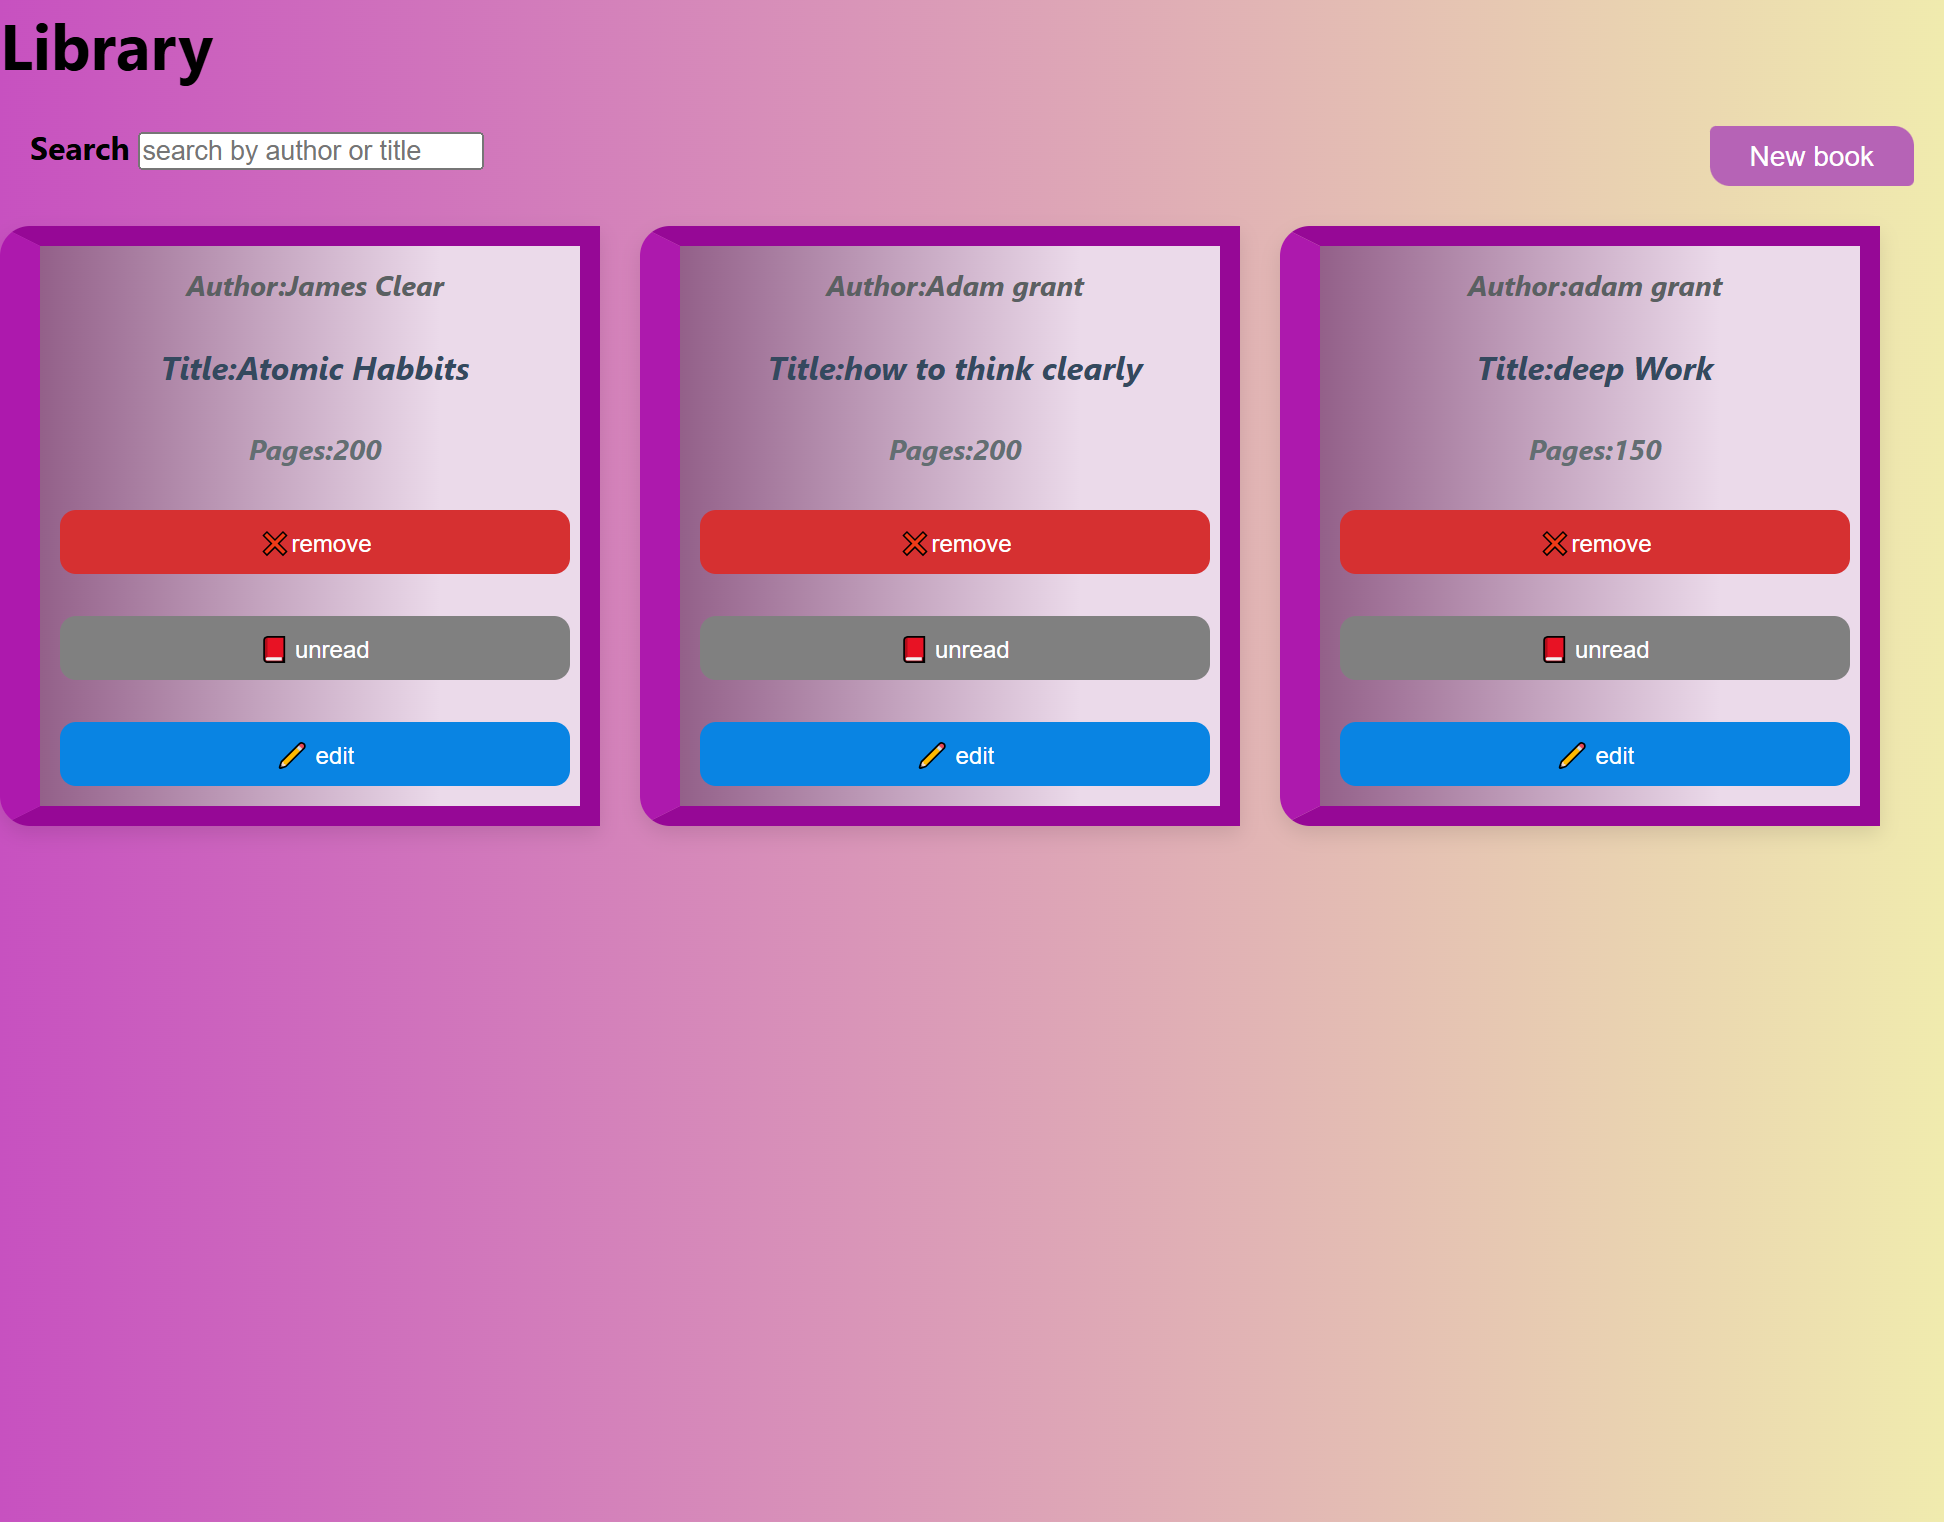 Library
Search search by author or title
New book
Author:James Clear
Title:Atomic Habbits
Pages:200
remove
unread
edit
Author:Adam grant
Title:how to think clearly
Pages:200
remove
unread
edit
Author:adam grant
Title:deep Work
Pages:150
remove
unread
edit